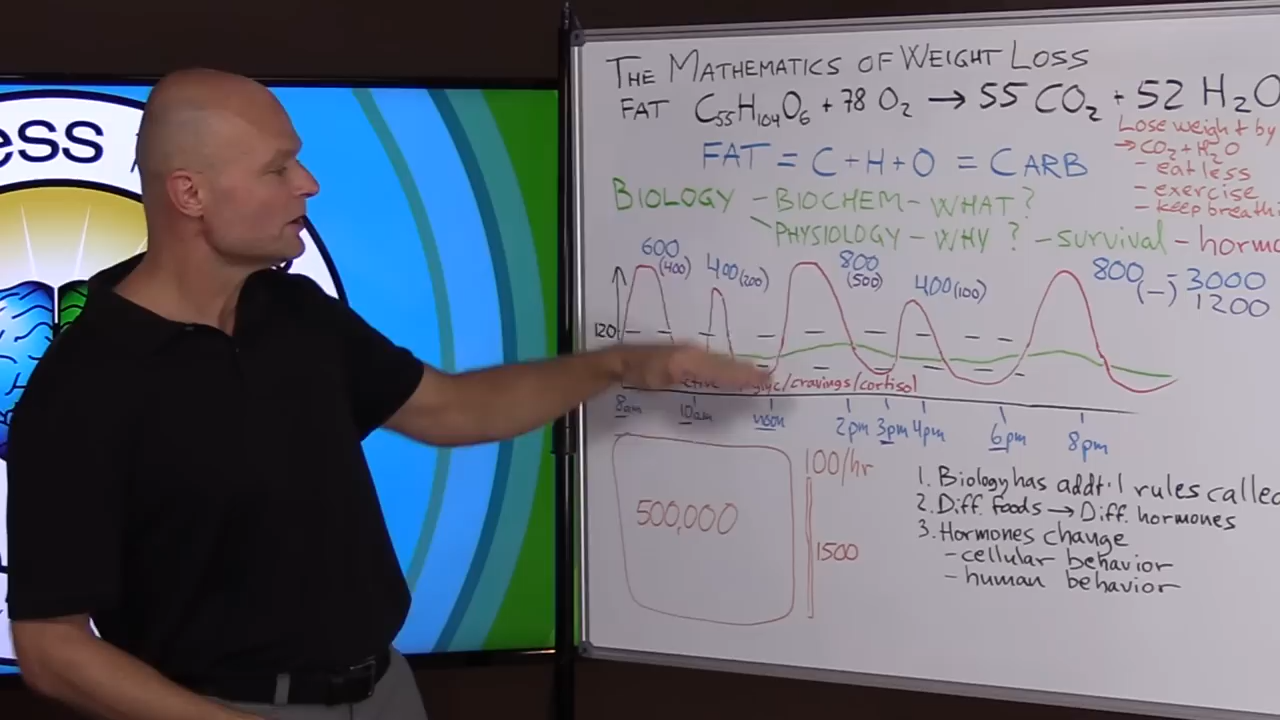 ess
THE MATHEMATICS OF WEIGHT LOSS
FAT C₅₅H₁₀₄O₆ + 78 O₂ → 55 CO₂ + 52 H₂O
Lose weight by
→ CO₂ + H₂O
FAT = C + H + O = CARB
- eat less
- exercise
- keep breath
BIOLOGY - BIOCHEM - WHAT?
PHYSIOLOGY - WHY? - survival - hormo
600 (400) 400 (200) 800 (500) 400 (100) 800 (-) - 3000
1200
120
/cravings/cortisol
8am 10am noon 2pm 3pm 4pm 6pm 8pm
100/hr
500,000
1500
1. Biology has addt'l rules called
2. Diff. foods → Diff. hormones
3. Hormones change
- cellular behavior
- human behavior